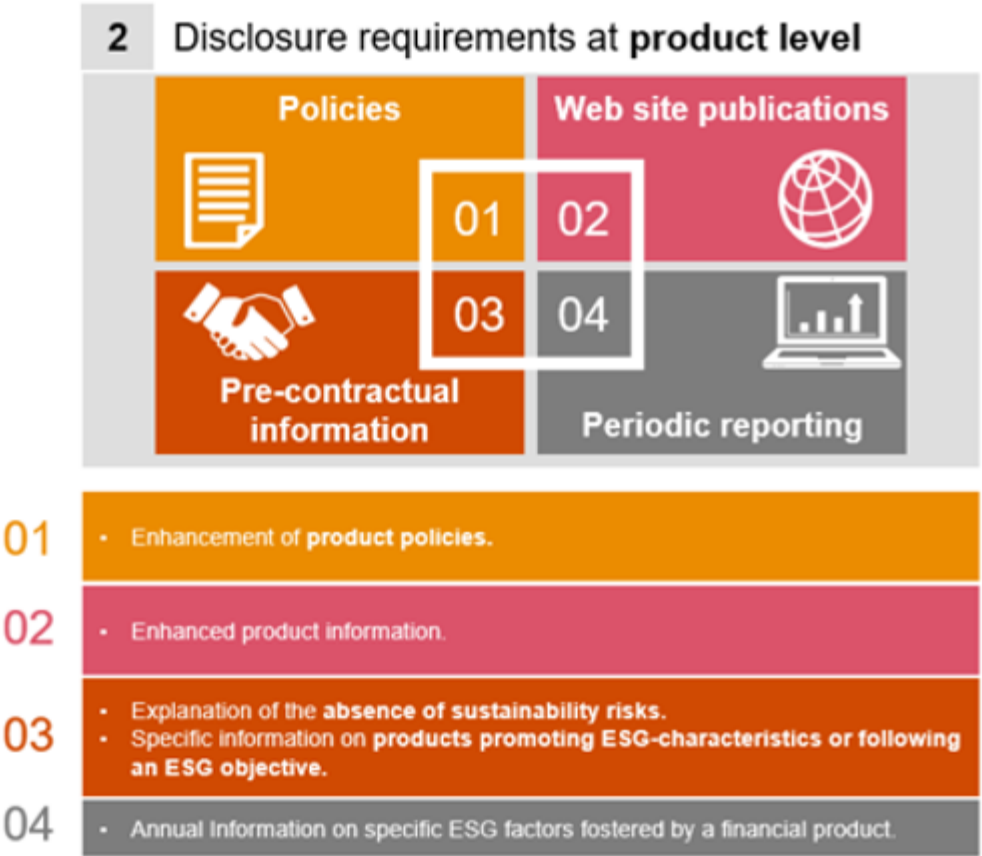 2 Disclosure requirements at product level
Policies
Web site publications
01
02
03
04
Pre-contractual
information
Periodic reporting
01
• Enhancement of product policies.
02
• Enhanced product information.
03
• Explanation of the absence of sustainability risks.
• Specific information on products promoting ESG-characteristics or following
an ESG objective.
04
• Annual Information on specific ESG factors fostered by a financial product.